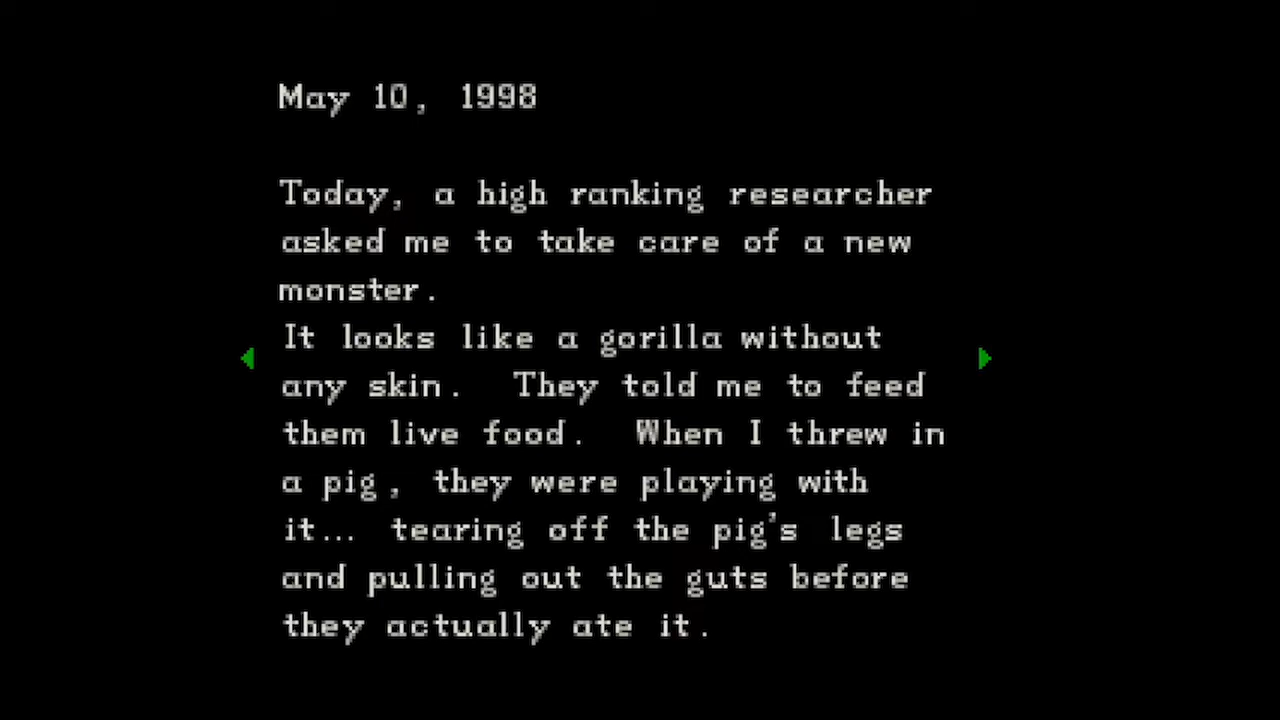 May 10, 1998
Today, a high ranking researcher
asked me to take care of a new
monster.
It looks like a gorilla without
any skin. They told me to feed
them live food. When I threw in
a pig, they were playing with
it... tearing off the pig's legs
and pulling out the guts before
they actually ate it.